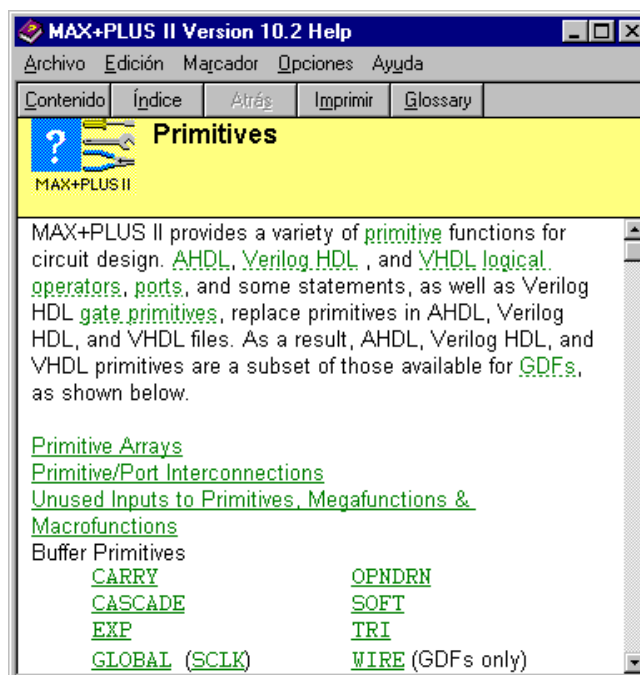 MAX+PLUS II Version 10.2 Help
Archivo Edición Marcador Opciones Ayuda
Contenido Índice Atrás Imprimir Glossary
Primitives
MAX+PLUS II
MAX+PLUS II provides a variety of primitive functions for
circuit design. AHDL, Verilog HDL , and VHDL logical
operators, ports, and some statements, as well as Verilog
HDL gate primitives, replace primitives in AHDL, Verilog
HDL, and VHDL files. As a result, AHDL, Verilog HDL, and
VHDL primitives are a subset of those available for GDFs,
as shown below.
Primitive Arrays
Primitive/Port Interconnections
Unused Inputs to Primitives, Megafunctions &
Macrofunctions
Buffer Primitives
CARRY OPNDRN
CASCADE SOFT
EXP TRI
GLOBAL (SCLK) WIRE (GDFs only)